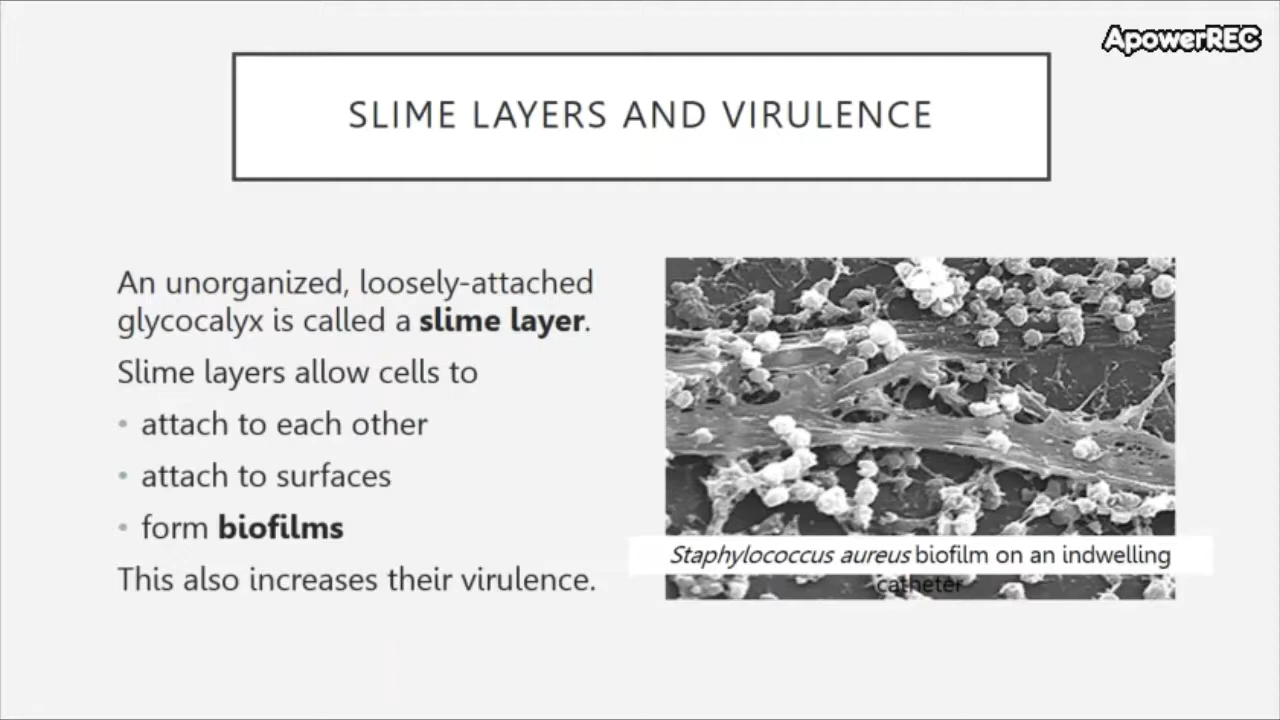 ApowerREC
SLIME LAYERS AND VIRULENCE
An unorganized, loosely-attached
glycocalyx is called a slime layer.
Slime layers allow cells to
• attach to each other
• attach to surfaces
• form biofilms
This also increases their virulence.
Staphylococcus aureus biofilm on an indwelling
catheter